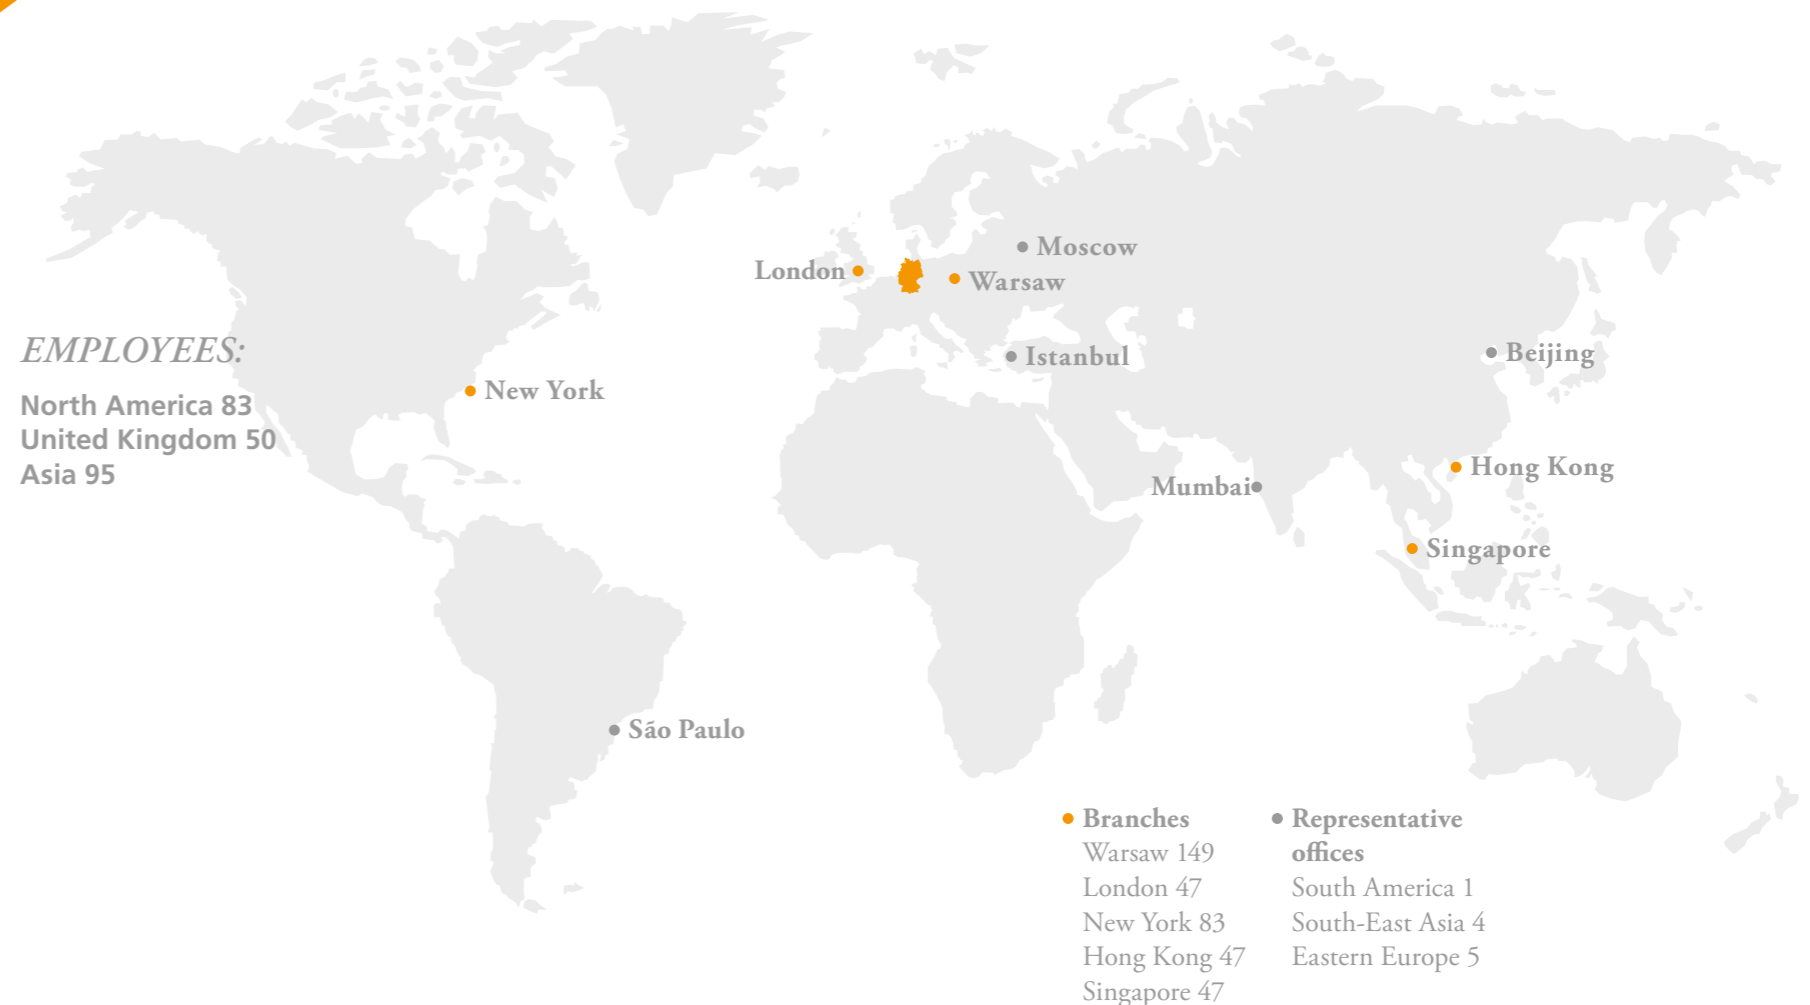 Moscow
London
Warsaw
EMPLOYEES:
Istanbul
Beijing
New York
North America 83
United Kingdom 50
Asia 95
Hong Kong
Mumbai
Singapore
São Paulo
Branches
Warsaw 149
London 47
New York 83
Hong Kong 47
Singapore 47
Representative
offices
South America 1
South-East Asia 4
Eastern Europe 5